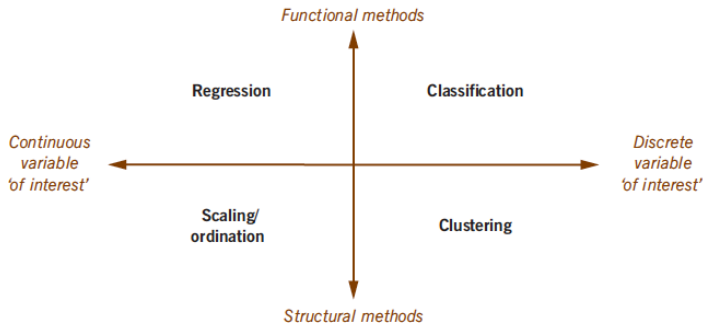 Functional methods
Regression
Classification
Continuous
variable
‘of interest’
Discrete
variable
‘of interest’
Scaling/
ordination
Clustering
Structural methods